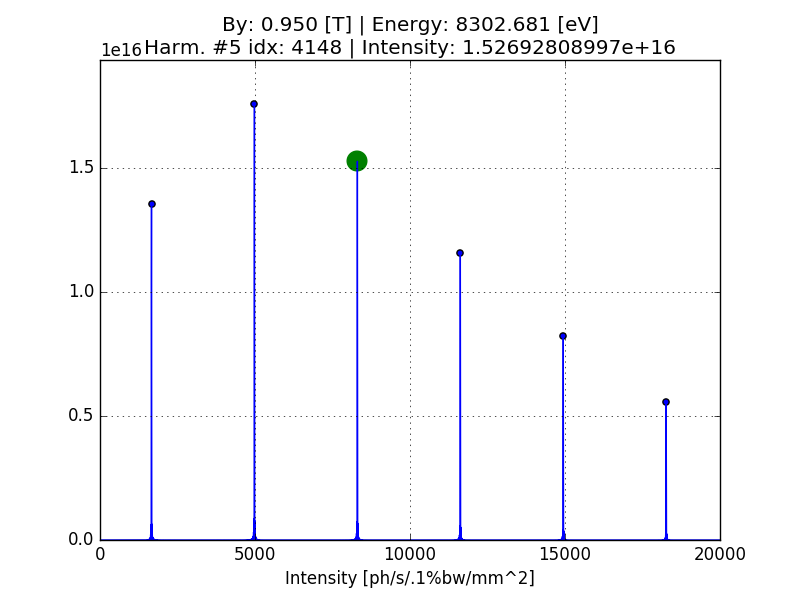 By: 0.950 [T] | Energy: 8302.681 [eV]
Harm. #5 idx: 4148 | Intensity: 1.52692808997e+16
1e16
1.5
1.0
0.5
0.0
0 5000 10000 15000 20000
Intensity [ph/s/.1%bw/mm^2]